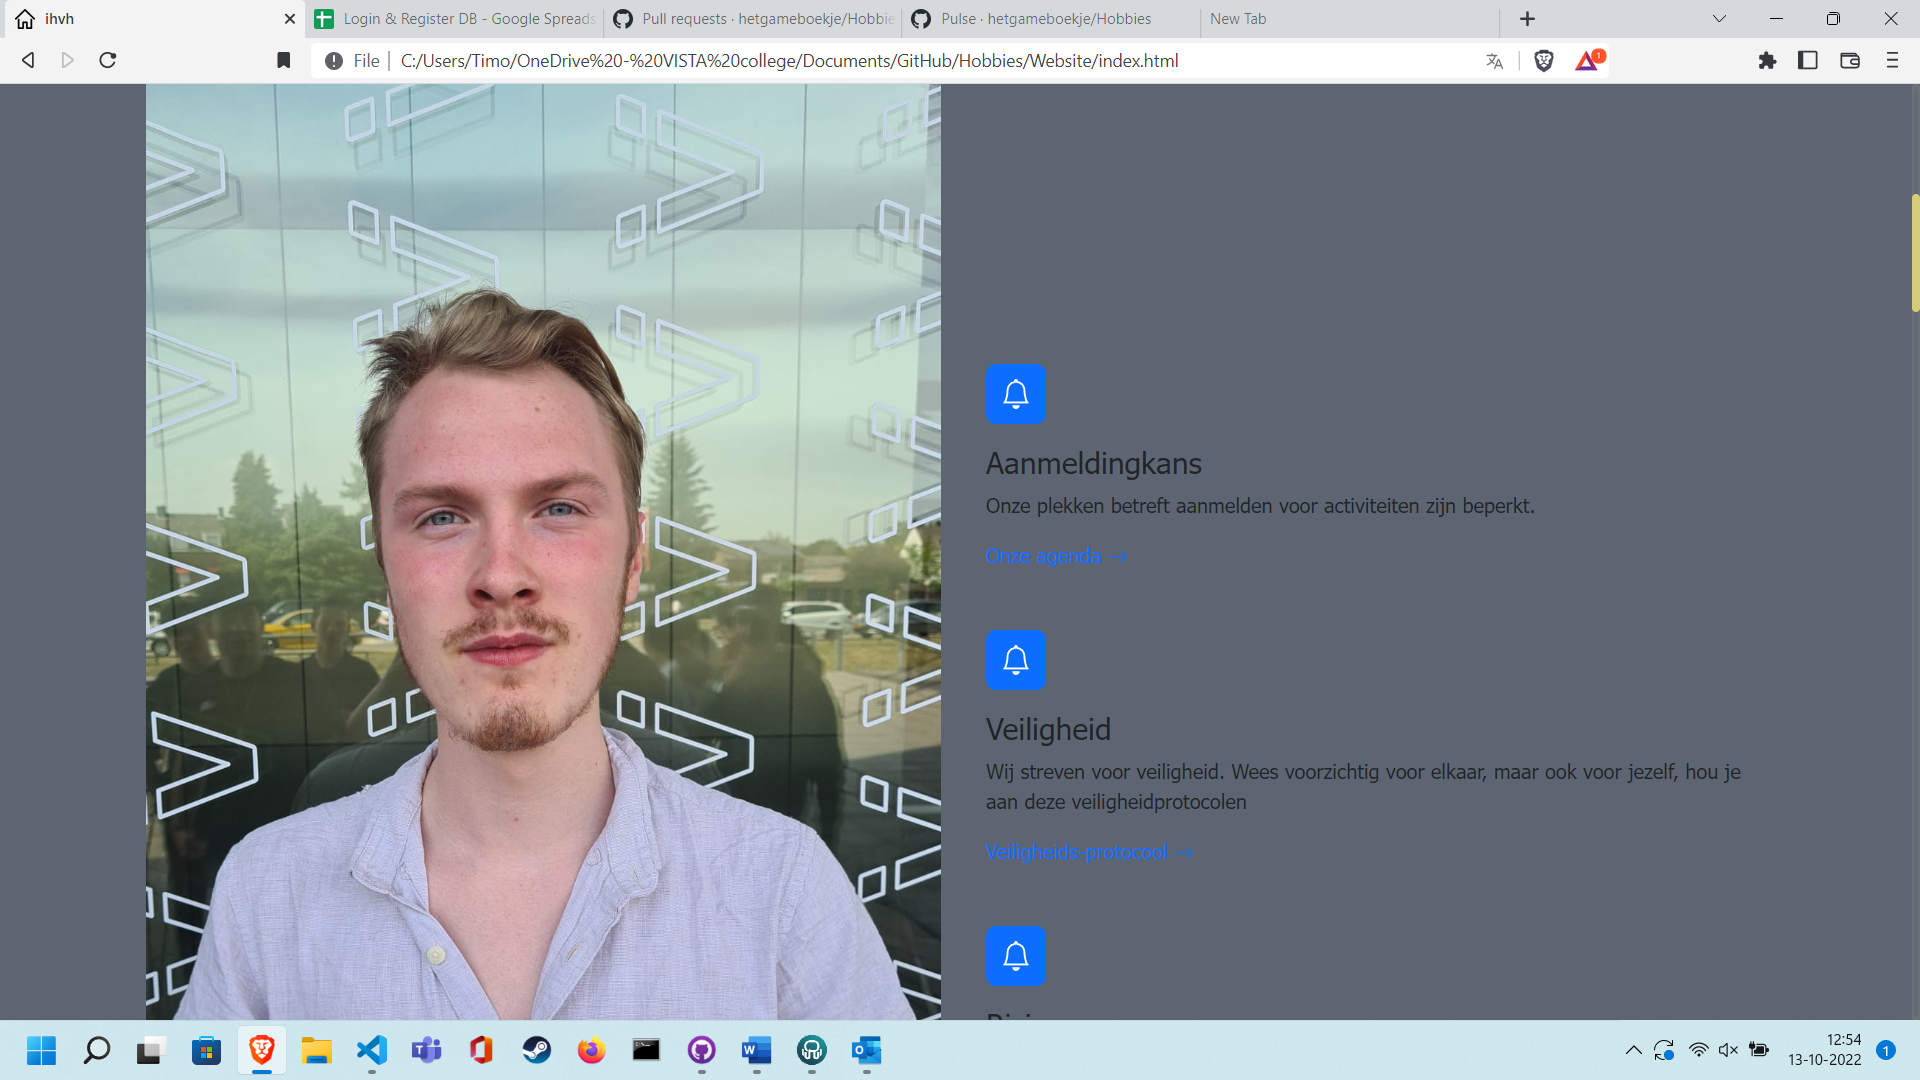 ihvh
Login & Register DB - Google Spreads
Pull requests · hetgameboekje/Hobbie
Pulse · hetgameboekje/Hobbies
New Tab
File
C:/Users/Timo/OneDrive%20-%20VISTA%20college/Documents/GitHub/Hobbies/Website/index.html
1
Aanmeldingkans
Onze plekken betreft aanmelden voor activiteiten zijn beperkt.
Onze agenda →
Veiligheid
Wij streven voor veiligheid. Wees voorzichtig voor elkaar, maar ook voor jezelf, hou je
aan deze veiligheidprotocolen
Veiligheids-protocool →
12:54
13-10-2022
1